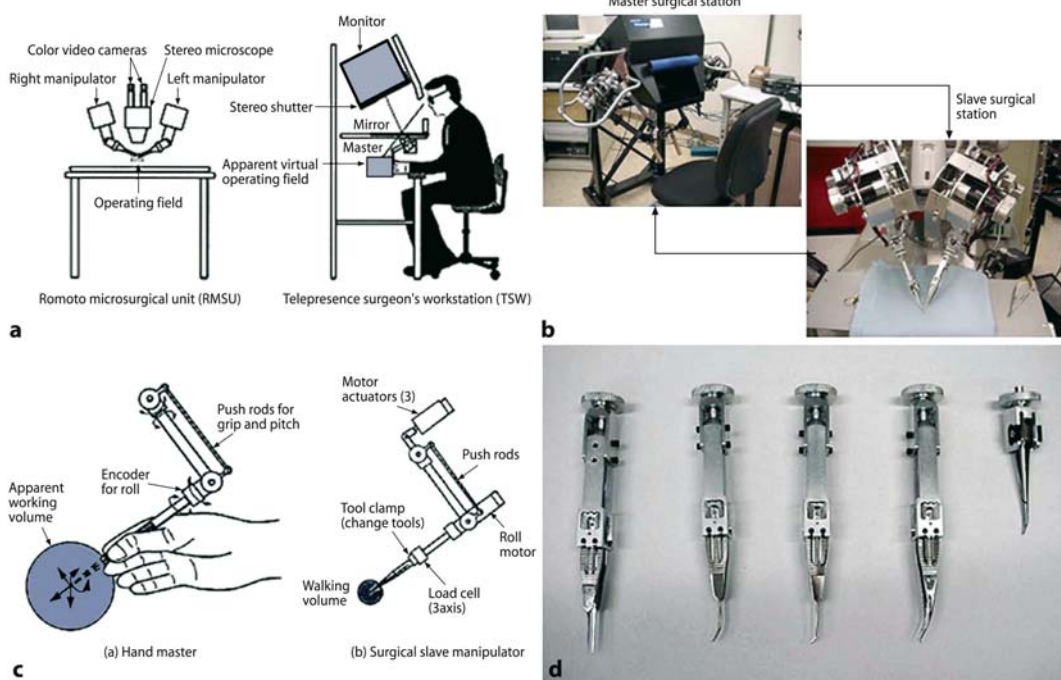 Color video cameras
Stereo microscope
Right manipulator
Left manipulator
Operating field
Romoto microsurgical unit (RMSU)
Monitor
Stereo shutter
Mirror
Master
Apparent virtual
operating field
Telepresence surgeon's workstation (TSW)
a
Master surgical station
Slave surgical
station
b
Push rods for
grip and pitch
Encoder
for roll
Apparent
working
volume
(a) Hand master
Motor
actuators (3)
Push rods
Tool clamp
(change tools)
Roll
motor
Walking
volume
Load cell
(3axis)
(b) Surgical slave manipulator
c
d